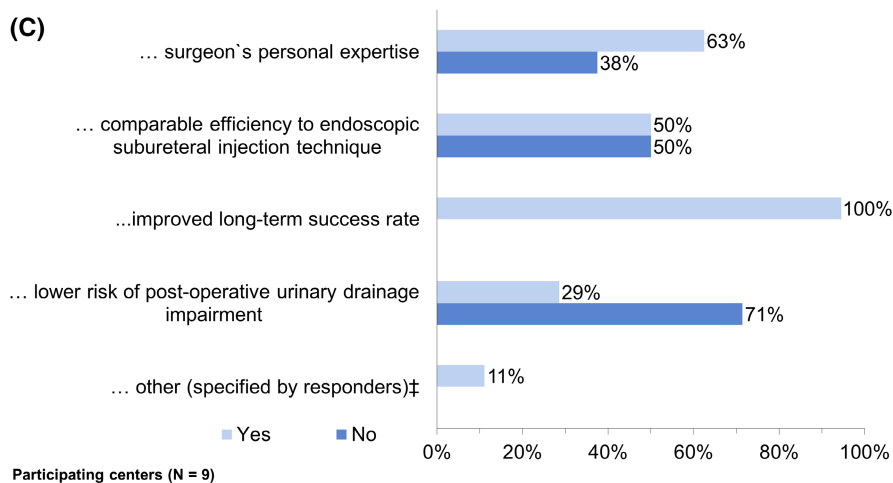 (C)
… surgeon`s personal expertise
63%
38%
… comparable efficiency to endoscopic
subureteral injection technique
50%
50%
...improved long-term success rate
100%
… lower risk of post-operative urinary drainage
impairment
29%
71%
… other (specified by responders)‡
11%
Yes No
0% 20% 40% 60% 80% 100%
Participating centers (N = 9)